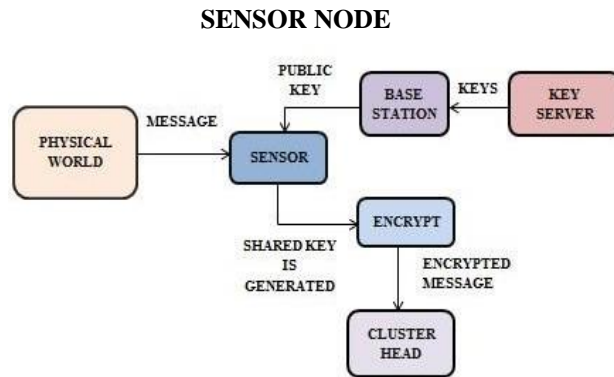 SENSOR NODE
PUBLIC
KEY
BASE
STATION
KEYS
KEY
SERVER
MESSAGE
PHYSICAL
WORLD
SENSOR
ENCRYPT
SHARED KEY
IS
GENERATED
ENCRYPTED
MESSAGE
CLUSTER
HEAD